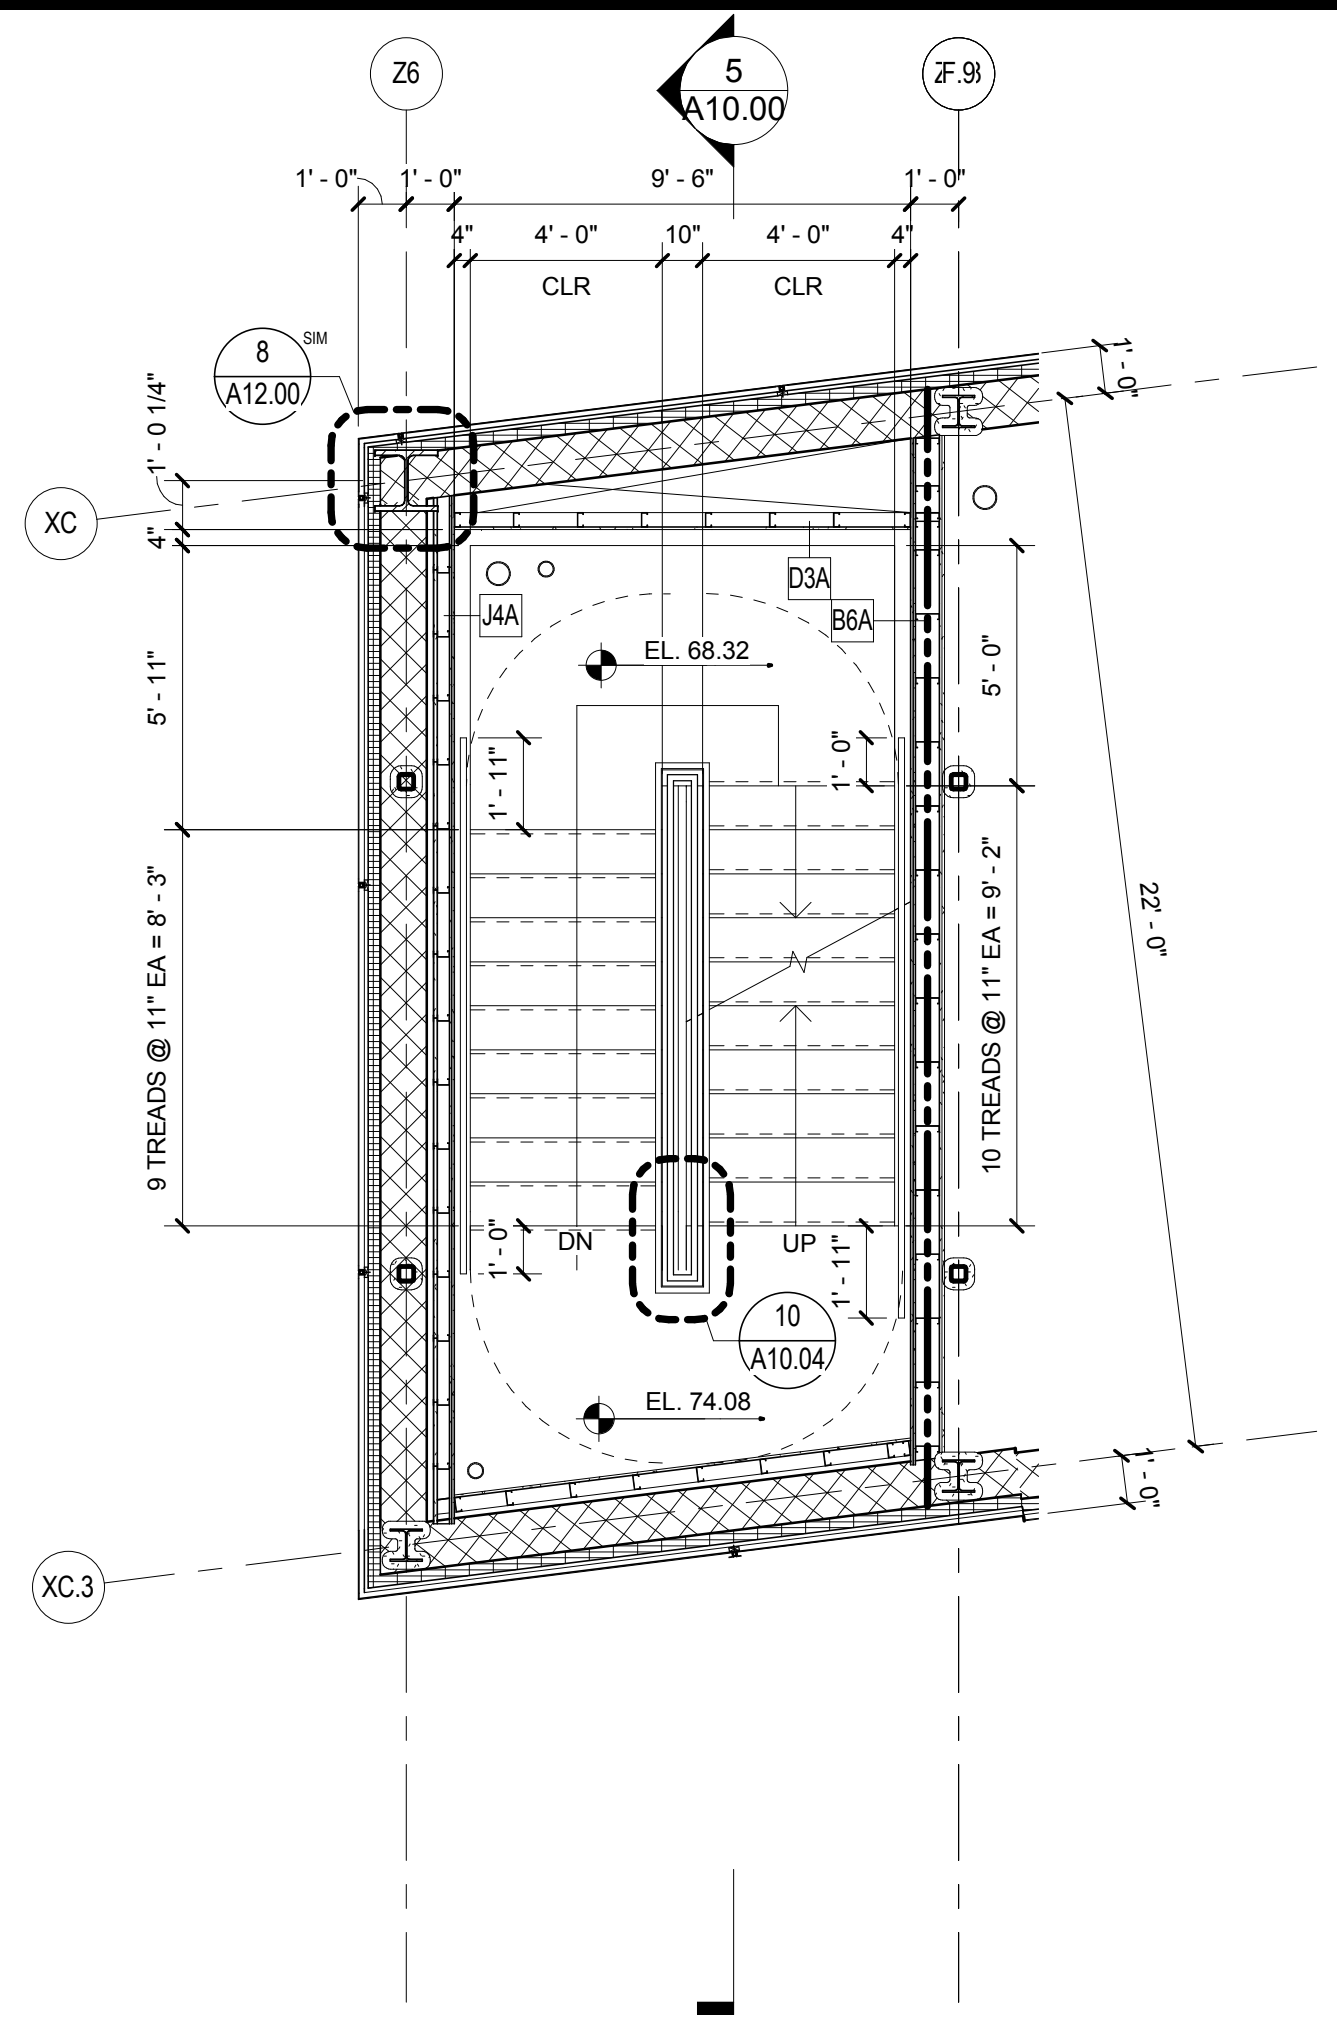 Z6
5
A10.00
1' - 0"
1' - 0"
9' - 6"
1' - 0"
4"
4' - 0"
10"
4' - 0"
4"
CLR
CLR
8
SIM
A12.00
1' - 0"
1' - 0 1/4"
XC
4"
D3A
J4A
B6A
EL. 68.32
5' - 11"
5' - 0"
1' - 11"
1' - 0"
9 TREADS @ 11" EA = 8' - 3"
10 TREADS @ 11" EA = 9' - 2"
22' - 0"
1' - 0"
DN
UP
1' - 11"
10
A10.04
EL. 74.08
1' - 0"
XC.3